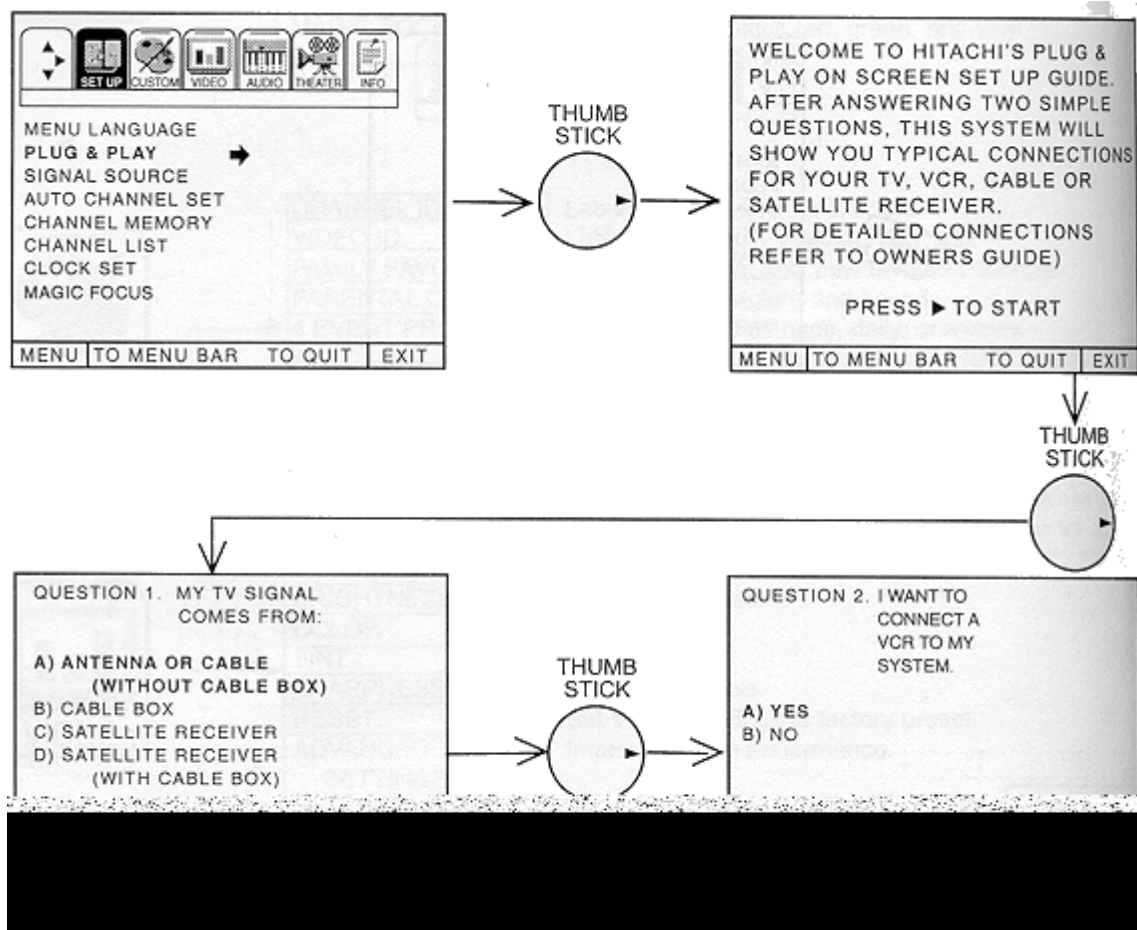 SET UP CUSTOM VIDEO AUDIO THEATER INFO
MENU LANGUAGE
PLUG & PLAY
SIGNAL SOURCE
AUTO CHANNEL SET
CHANNEL MEMORY
CHANNEL LIST
CLOCK SET
MAGIC FOCUS
MENU TO MENU BAR TO QUIT EXIT
THUMB
STICK
WELCOME TO HITACHI'S PLUG &
PLAY ON SCREEN SET UP GUIDE.
AFTER ANSWERING TWO SIMPLE
QUESTIONS, THIS SYSTEM WILL
SHOW YOU TYPICAL CONNECTIONS
FOR YOUR TV, VCR, CABLE OR
SATELLITE RECEIVER.
(FOR DETAILED CONNECTIONS
REFER TO OWNERS GUIDE)
PRESS ▶ TO START
MENU TO MENU BAR TO QUIT EXIT
THUMB
STICK
QUESTION 1. MY TV SIGNAL
COMES FROM:
A) ANTENNA OR CABLE
(WITHOUT CABLE BOX)
B) CABLE BOX
C) SATELLITE RECEIVER
D) SATELLITE RECEIVER
(WITH CABLE BOX)
THUMB
STICK
QUESTION 2. I WANT TO
CONNECT A
VCR TO MY
SYSTEM.
A) YES
B) NO